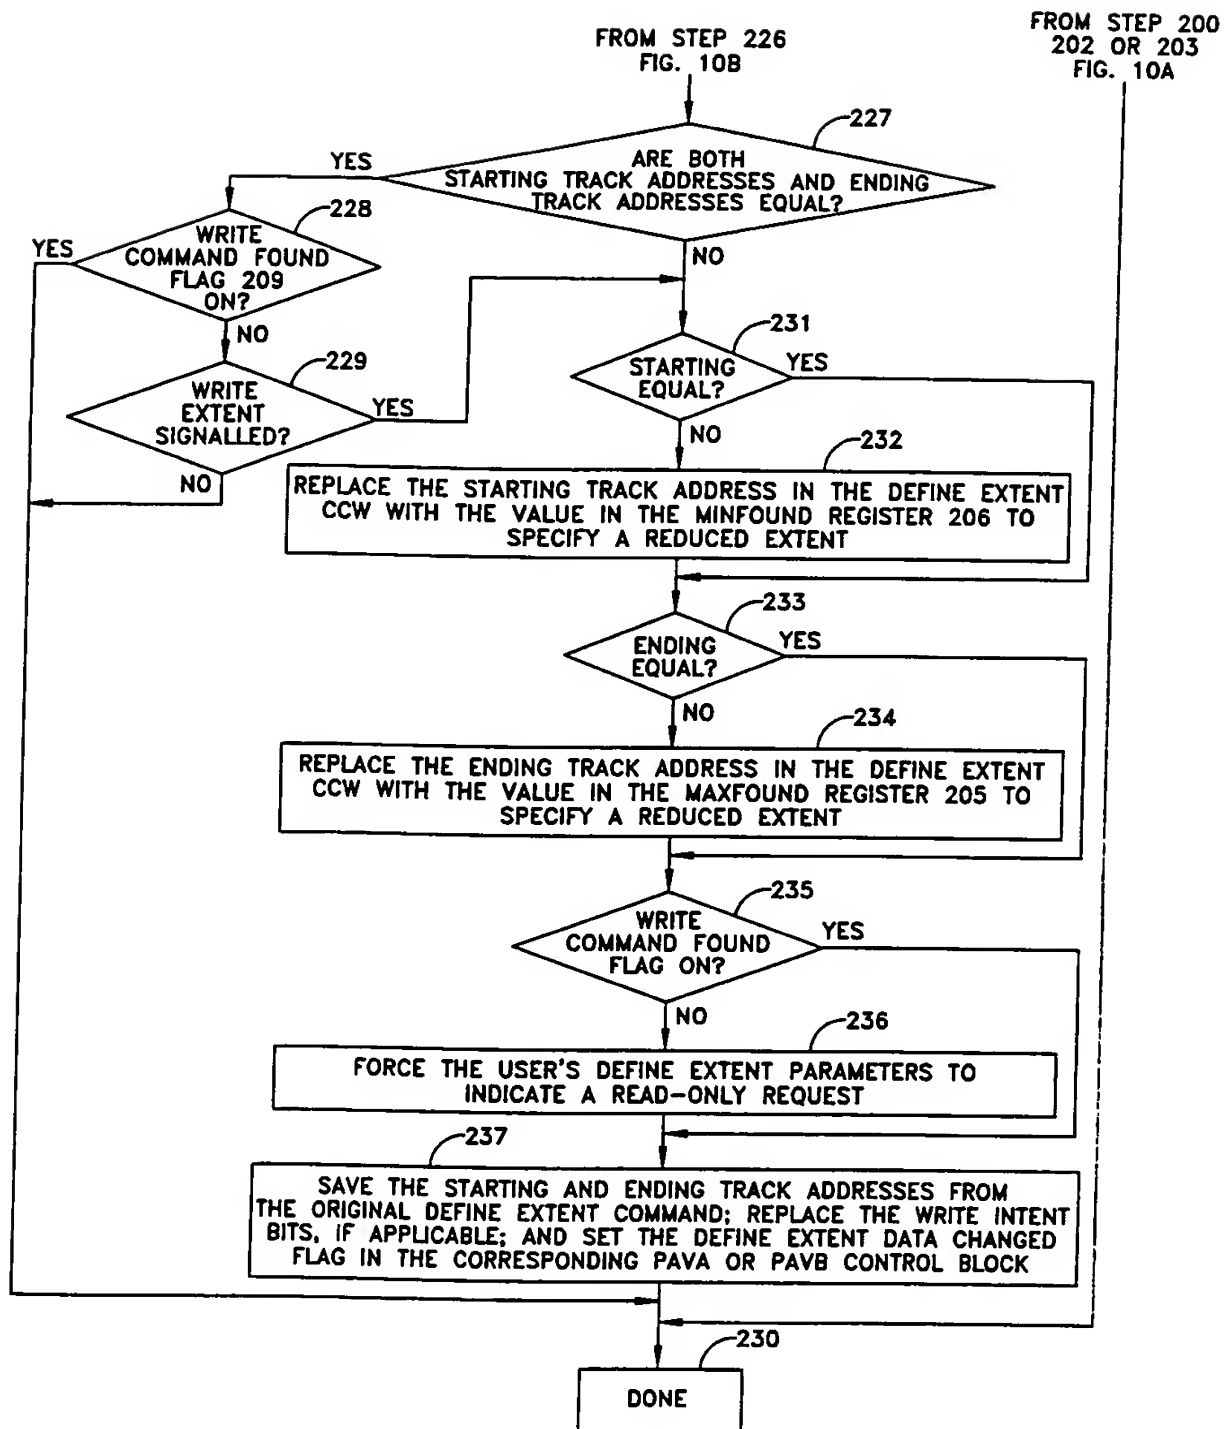 FROM STEP 226
FIG. 10B
FROM STEP 200
202 OR 203
FIG. 10A
227
ARE BOTH
STARTING TRACK ADDRESSES AND ENDING
TRACK ADDRESSES EQUAL?
YES
NO
228
WRITE
COMMAND FOUND
FLAG 209
ON?
YES
NO
229
WRITE
EXTENT
SIGNALLED?
YES
NO
231
STARTING
EQUAL?
YES
NO
232
REPLACE THE STARTING TRACK ADDRESS IN THE DEFINE EXTENT
CCW WITH THE VALUE IN THE MINFOUND REGISTER 206 TO
SPECIFY A REDUCED EXTENT
233
ENDING
EQUAL?
YES
NO
234
REPLACE THE ENDING TRACK ADDRESS IN THE DEFINE EXTENT
CCW WITH THE VALUE IN THE MAXFOUND REGISTER 205 TO
SPECIFY A REDUCED EXTENT
235
WRITE
COMMAND FOUND
FLAG ON?
YES
NO
236
FORCE THE USER'S DEFINE EXTENT PARAMETERS TO
INDICATE A READ-ONLY REQUEST
237
SAVE THE STARTING AND ENDING TRACK ADDRESSES FROM
THE ORIGINAL DEFINE EXTENT COMMAND; REPLACE THE WRITE INTENT
BITS, IF APPLICABLE; AND SET THE DEFINE EXTENT DATA CHANGED
FLAG IN THE CORRESPONDING PAVA OR PAVB CONTROL BLOCK
230
DONE